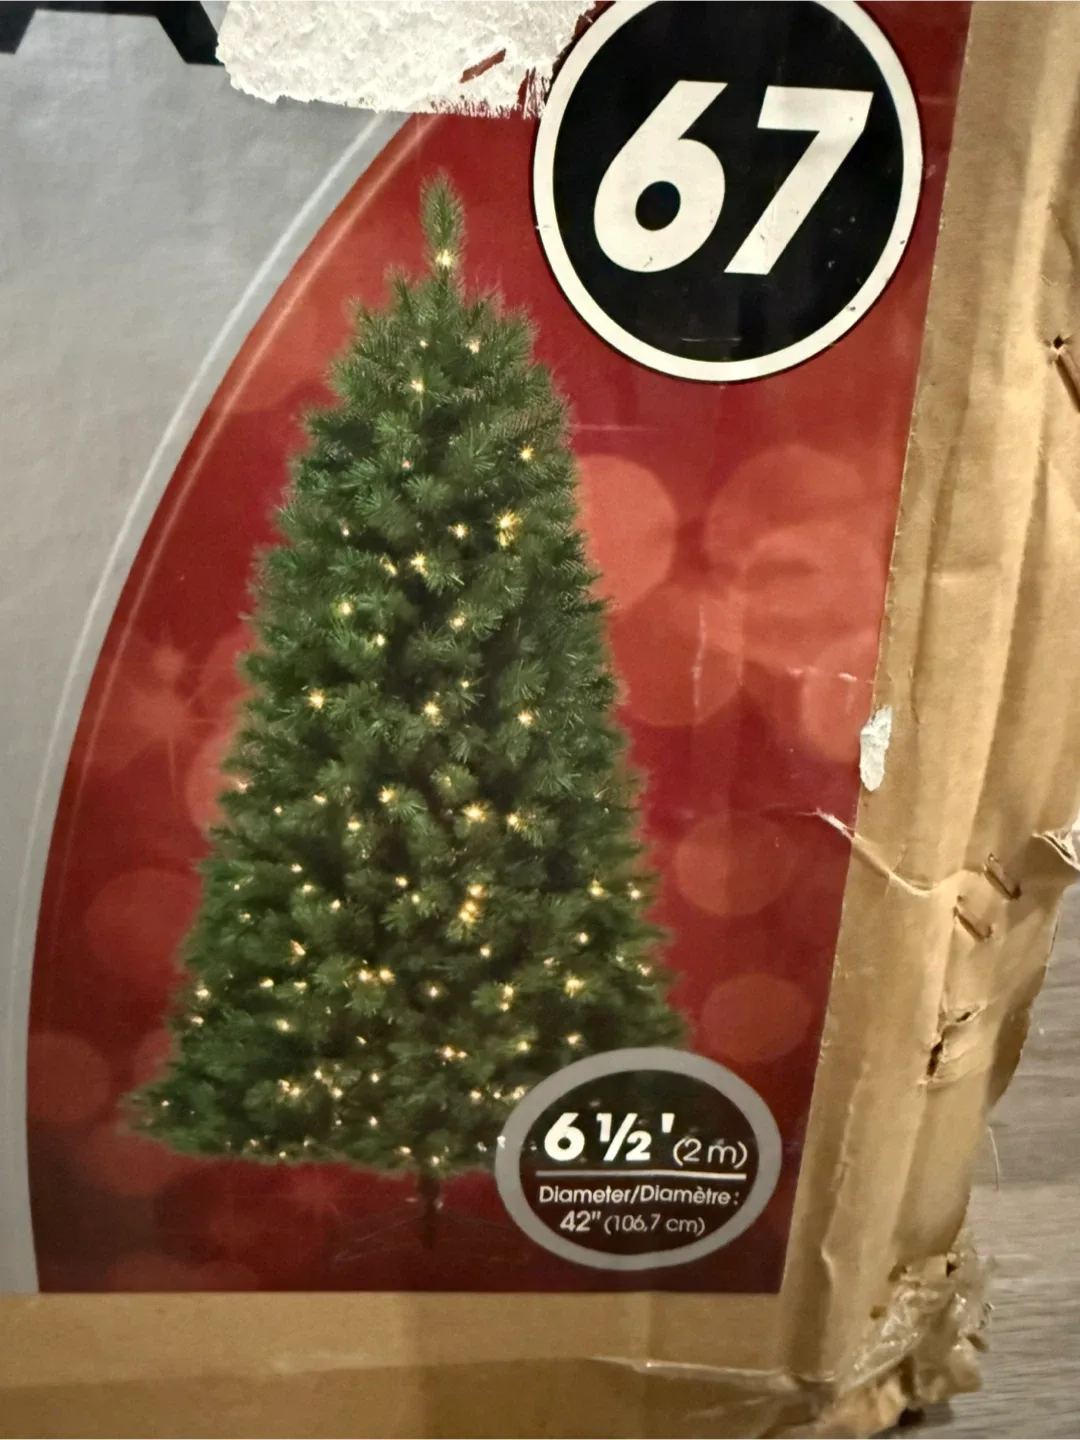 67
6 ½' (2 m)
Diameter/Diamètre:
42" (106,7 cm)